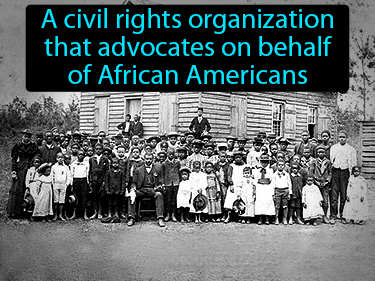 A civil rights organization
that advocates on behalf
of African Americans